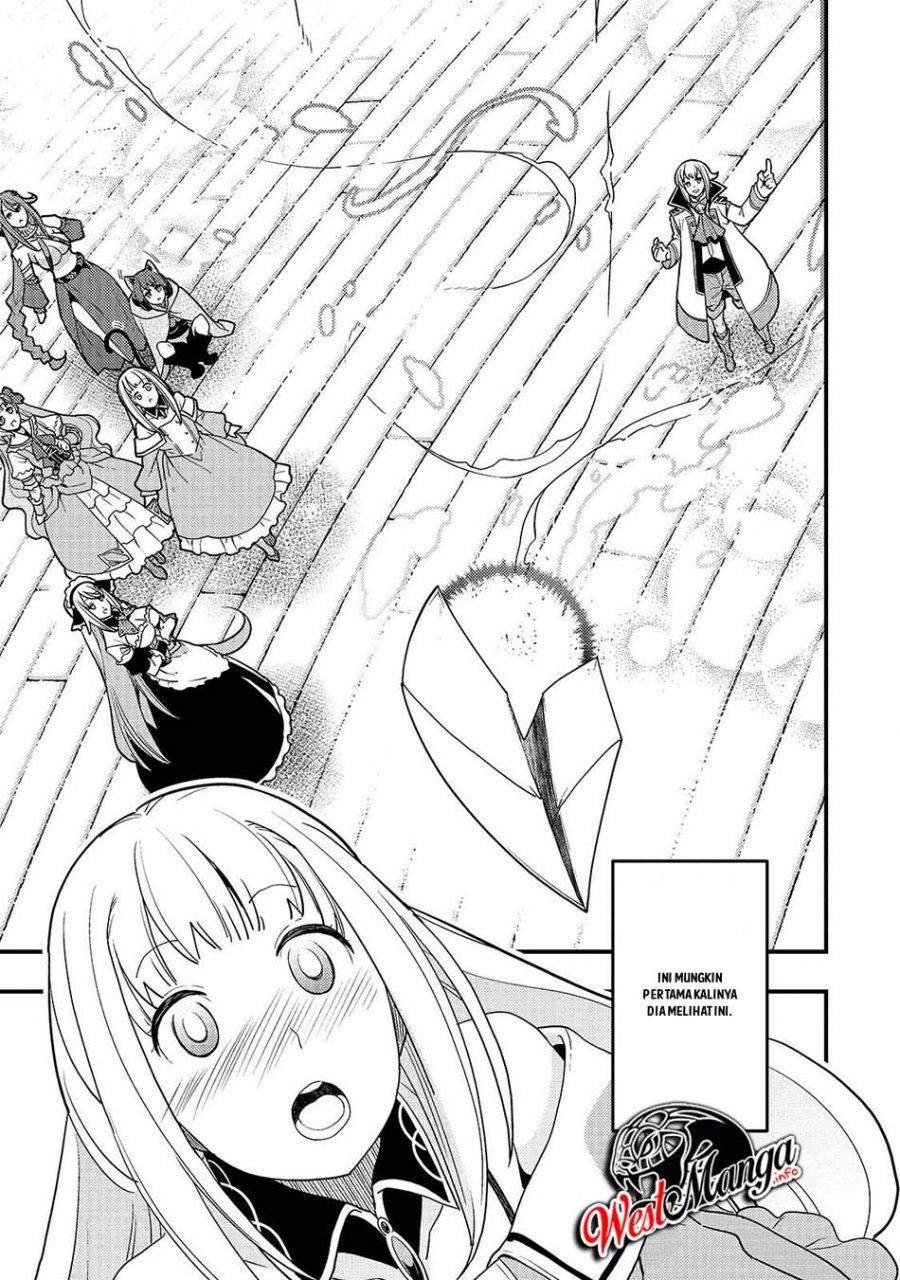 INI MUNGKIN
PERTAMA KALINYA
DIA MELIHAT INI.
WestManga
.info